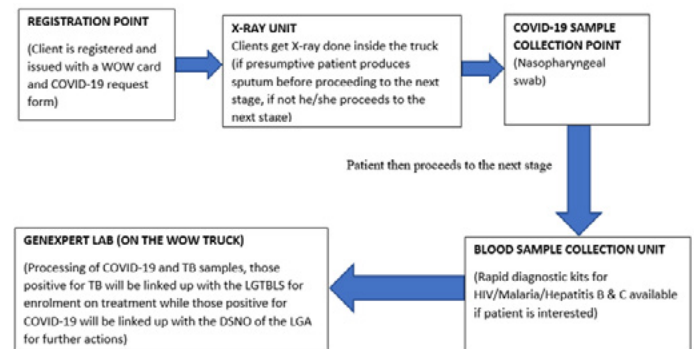 REGISTRATION POINT
(Client is registered and
issued with a WOW card
and COVID-19 request
form)
X-RAY UNIT
Clients get X-ray done inside the truck
(if presumptive patient produces
sputum before proceeding to the next
stage, if not he/she proceeds to the
next stage)
COVID-19 SAMPLE
COLLECTION POINT
(Nasopharyngeal
swab)
Patient then proceeds to the next stage
BLOOD SAMPLE COLLECTION UNIT
(Rapid diagnostic kits for
HIV/Malaria/Hepatitis B & C available
if patient is interested)
GENEXPERT LAB (ON THE WOW TRUCK)
(Processing of COVID-19 and TB samples, those
positive for TB will be linked up with the LGTBLS for
enrolment on treatment while those positive for
COVID-19 will be linked up with the DSNO of the LGA
for further actions)